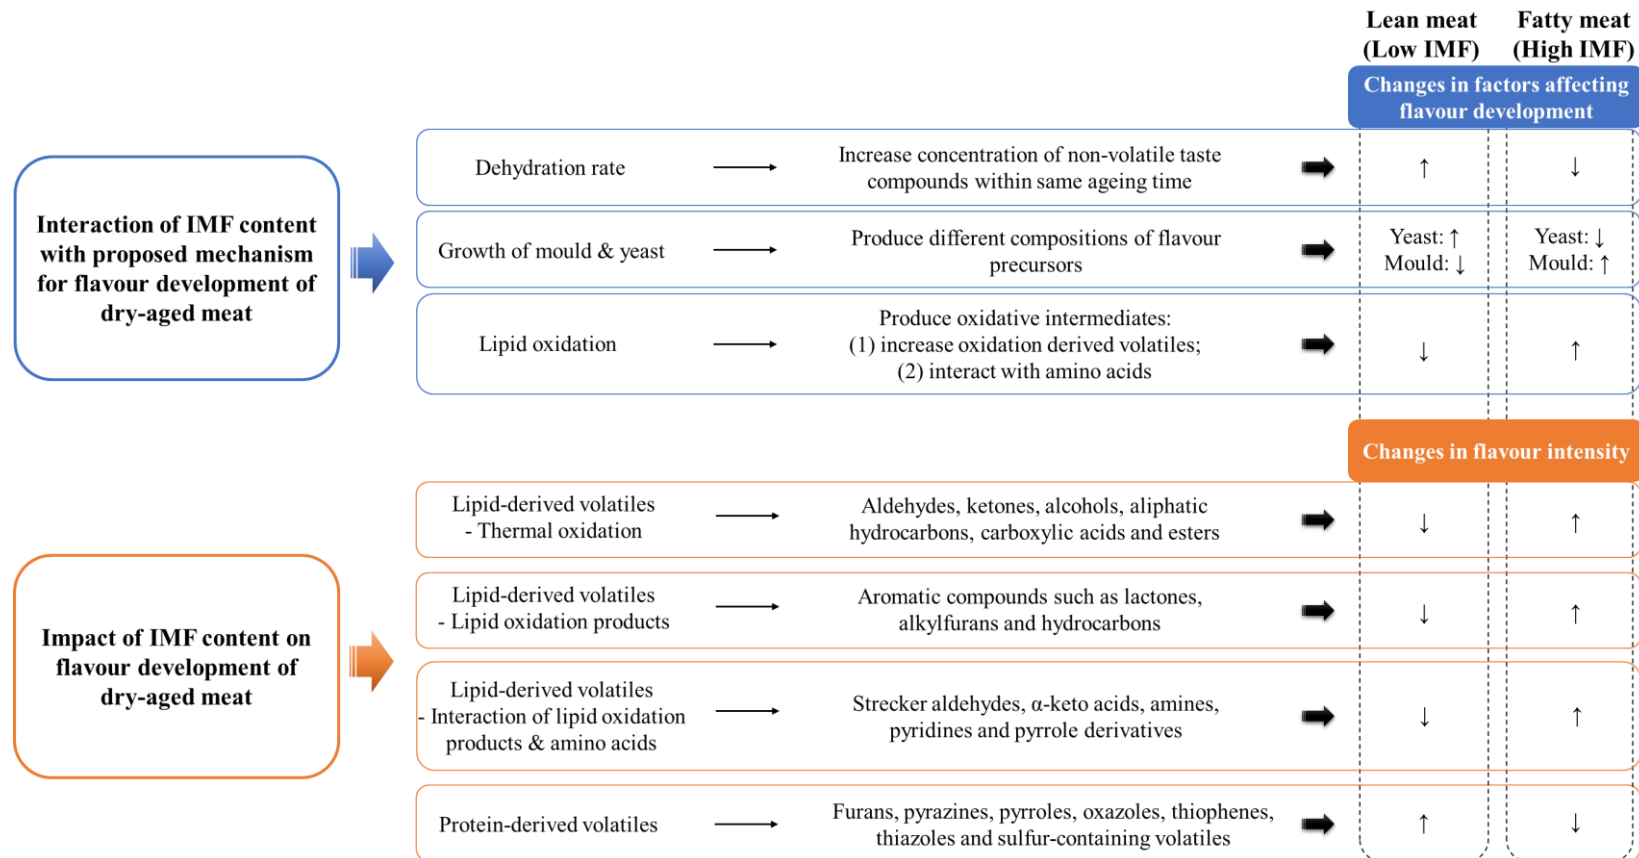 Lean meat
(Low IMF)
Fatty meat
(High IMF)
Changes in factors affecting
flavour development
Interaction of IMF content
with proposed mechanism
for flavour development of
dry-aged meat
Dehydration rate
Increase concentration of non-volatile taste
compounds within same ageing time
↑
↓
Growth of mould & yeast
Produce different compositions of flavour
precursors
Yeast: ↑
Mould: ↓
Yeast: ↓
Mould: ↑
Lipid oxidation
Produce oxidative intermediates:
(1) increase oxidation derived volatiles;
(2) interact with amino acids
↓
↑
Changes in flavour intensity
Impact of IMF content on
flavour development of
dry-aged meat
Lipid-derived volatiles
- Thermal oxidation
Aldehydes, ketones, alcohols, aliphatic
hydrocarbons, carboxylic acids and esters
↓
↑
Lipid-derived volatiles
- Lipid oxidation products
Aromatic compounds such as lactones,
alkylfurans and hydrocarbons
↓
↑
Lipid-derived volatiles
- Interaction of lipid oxidation
products & amino acids
Strecker aldehydes, α-keto acids, amines,
pyridines and pyrrole derivatives
↓
↑
Protein-derived volatiles
Furans, pyrazines, pyrroles, oxazoles, thiophenes,
thiazoles and sulfur-containing volatiles
↑
↓